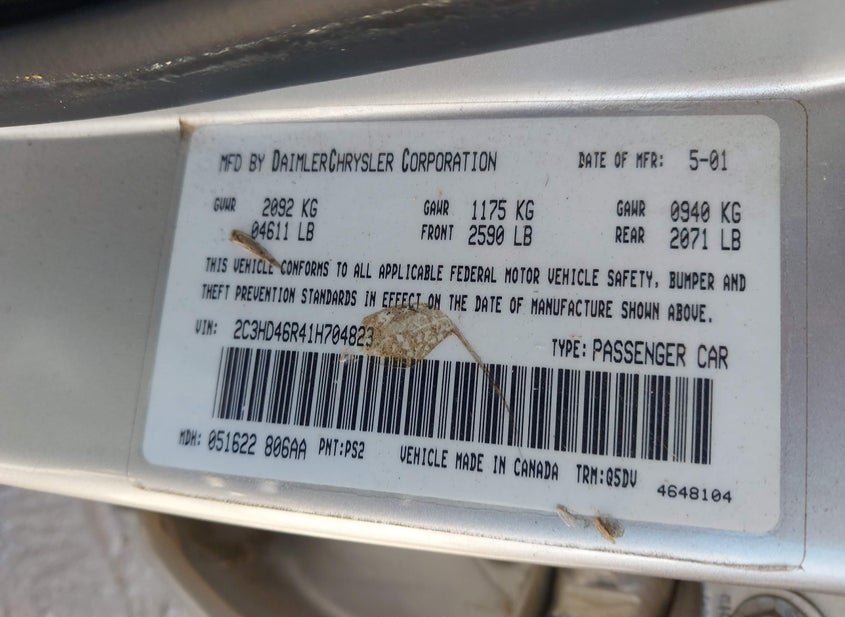 MFD BY DAIMLERCHRYSLER CORPORATION DATE OF MFR: 5-01
GVWR 2092 KG GAWR 1175 KG GAWR 0940 KG
04611 LB FRONT 2590 LB REAR 2071 LB
THIS VEHICLE CONFORMS TO ALL APPLICABLE FEDERAL MOTOR VEHICLE SAFETY, BUMPER AND
THEFT PREVENTION STANDARDS IN EFFECT ON THE DATE OF MANUFACTURE SHOWN ABOVE.
VIN: 2C3HD46R41H704823 TYPE: PASSENGER CAR
MDH: 051622 806AA PNT:PS2 VEHICLE MADE IN CANADA TRM:Q5DV
4648104